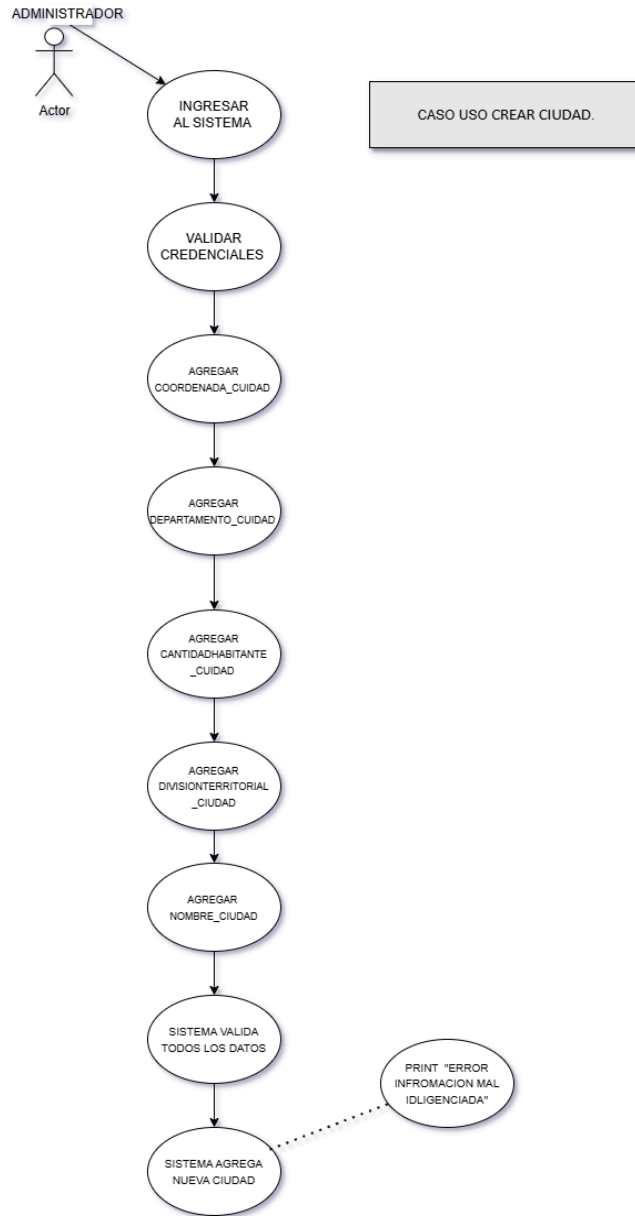 ADMINISTRADOR
Actor
INGRESAR
AL SISTEMA
CASO USO CREAR CIUDAD.
VALIDAR
CREDENCIALES
AGREGAR
COORDENADA_CUIDAD
AGREGAR
DEPARTAMENTO_CUIDAD
AGREGAR
CANTIDADHABITANTE
_CUIDAD
AGREGAR
DIVISIONTERRITORIAL
_CIUDAD
AGREGAR
NOMBRE_CIUDAD
SISTEMA VALIDA
TODOS LOS DATOS
PRINT "ERROR
INFROMACION MAL
IDLIGENCIADA"
SISTEMA AGREGA
NUEVA CIUDAD